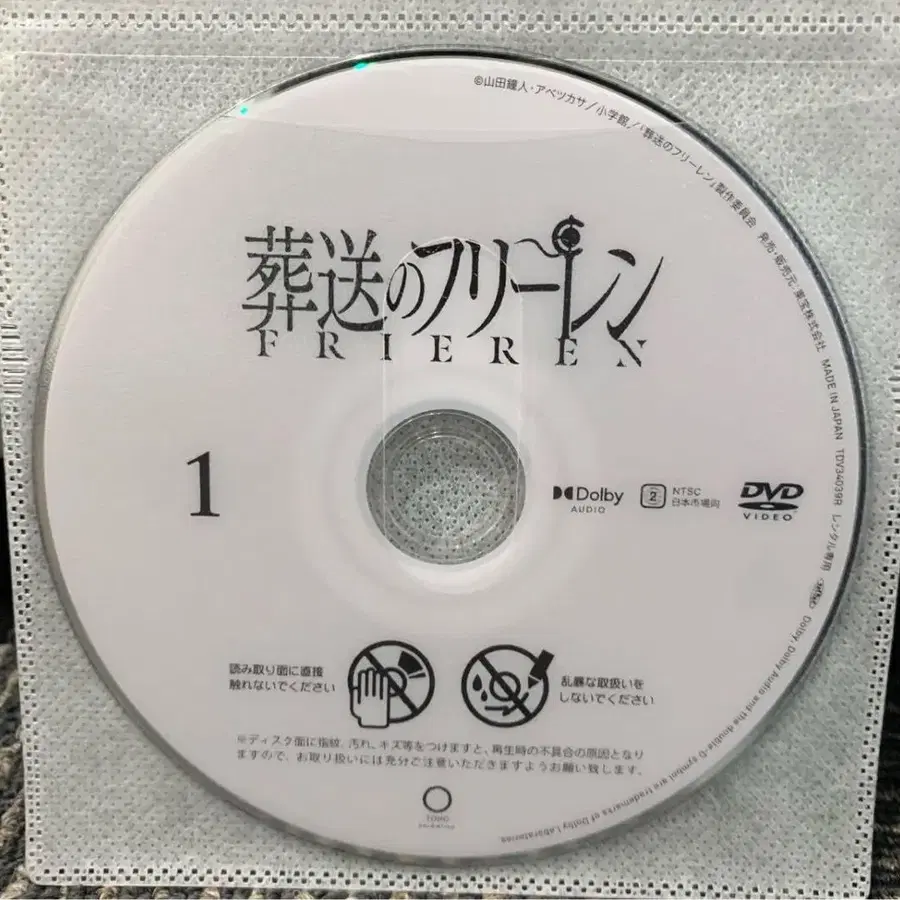 ©山田鐘人・アベツカサ/小学館/「葬送のフリーレン」製作委員会 発売・販売元:東宝株式会社 MADE IN JAPAN TDV34039R レンタル専用
葬送のフリーレン
FRIEREN
1
Dolby
AUDIO
2
NTSC
日本市場向
DVD
VIDEO
読み取り面に直接
触れないでください
乱暴な取扱いを
しないでください
※ディスク面に指紋、汚れ、キズ等をつけますと、再生時の不具合の原因となり
ますので、お取り扱いには充分ご注意いただきますようお願い致します。
TOHO
Dolby, Dolby Audio and the double-D symbol are trademarks of Dolby Laboratories.